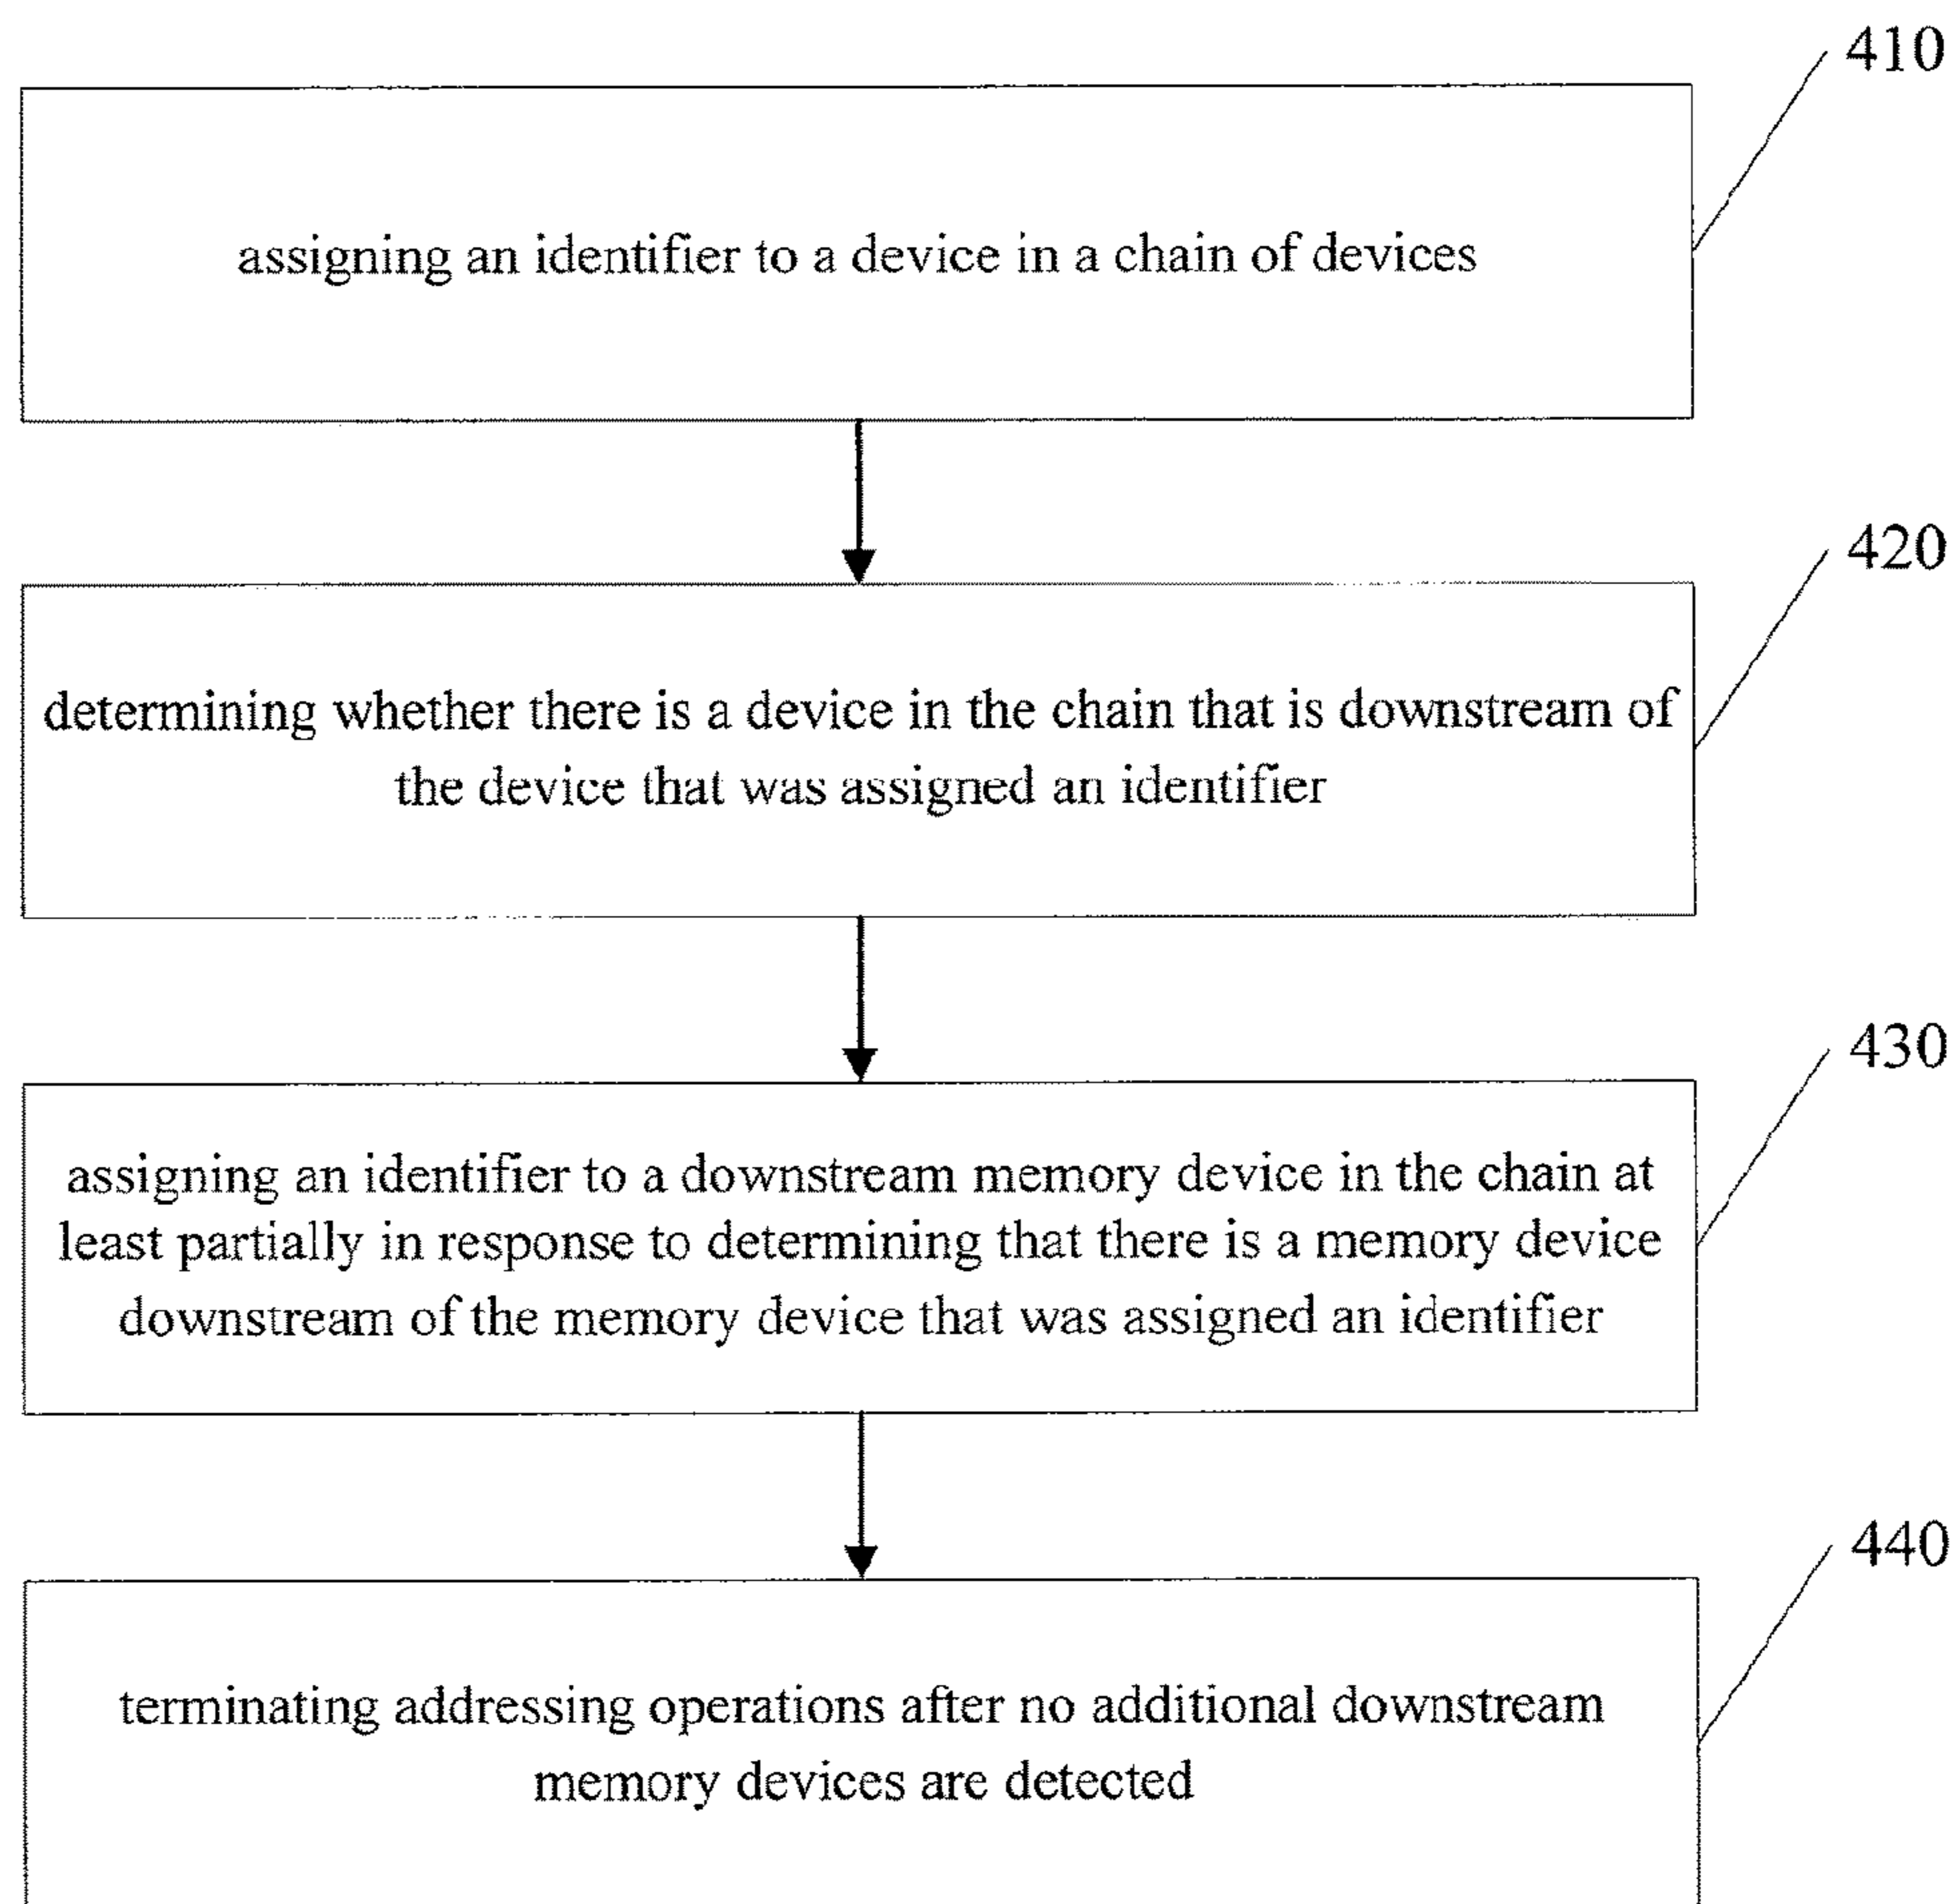 410
assigning an identifier to a device in a chain of devices
420
determining whether there is a device in the chain that is downstream of
the device that was assigned an identifier
430
assigning an identifier to a downstream memory device in the chain at
least partially in response to determining that there is a memory device
downstream of the memory device that was assigned an identifier
440
terminating addressing operations after no additional downstream
memory devices are detected